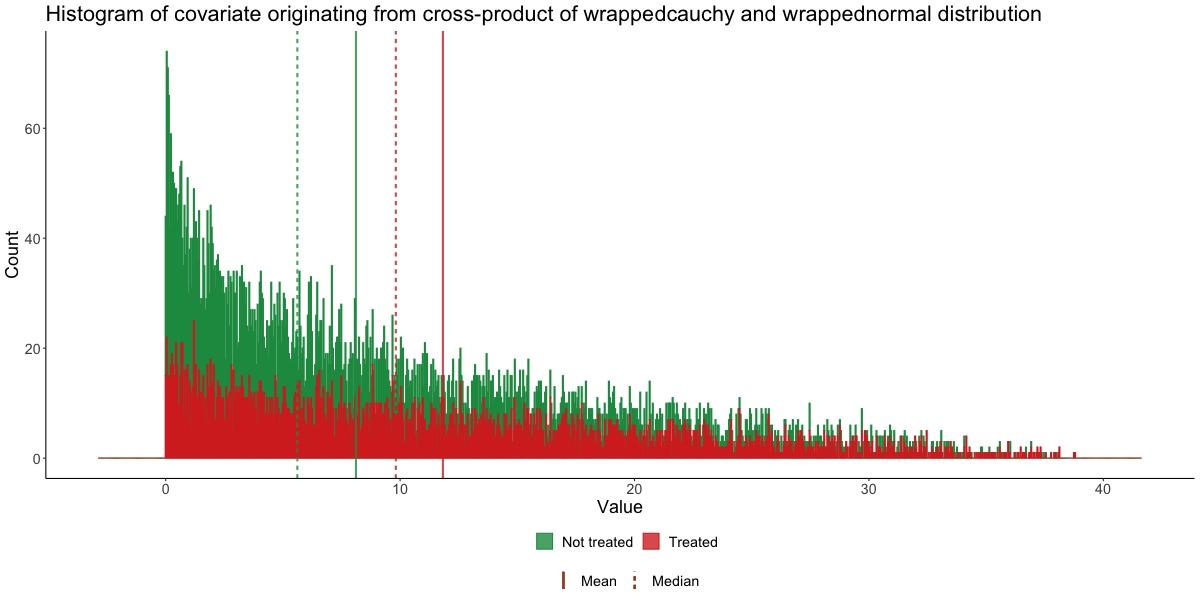 Histogram of covariate originating from cross-product of wrappedcauchy and wrappednormal distribution
Count
60
40
20
0
0 10 20 30 40
Value
Not treated Treated
Mean Median